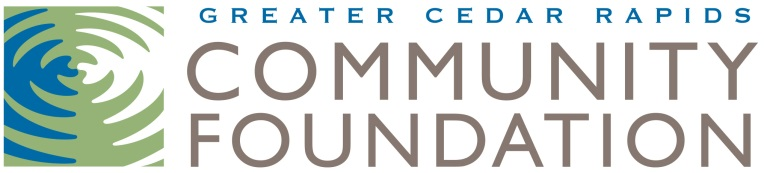 GREATER CEDAR RAPIDS
COMMUNITY
FOUNDATION